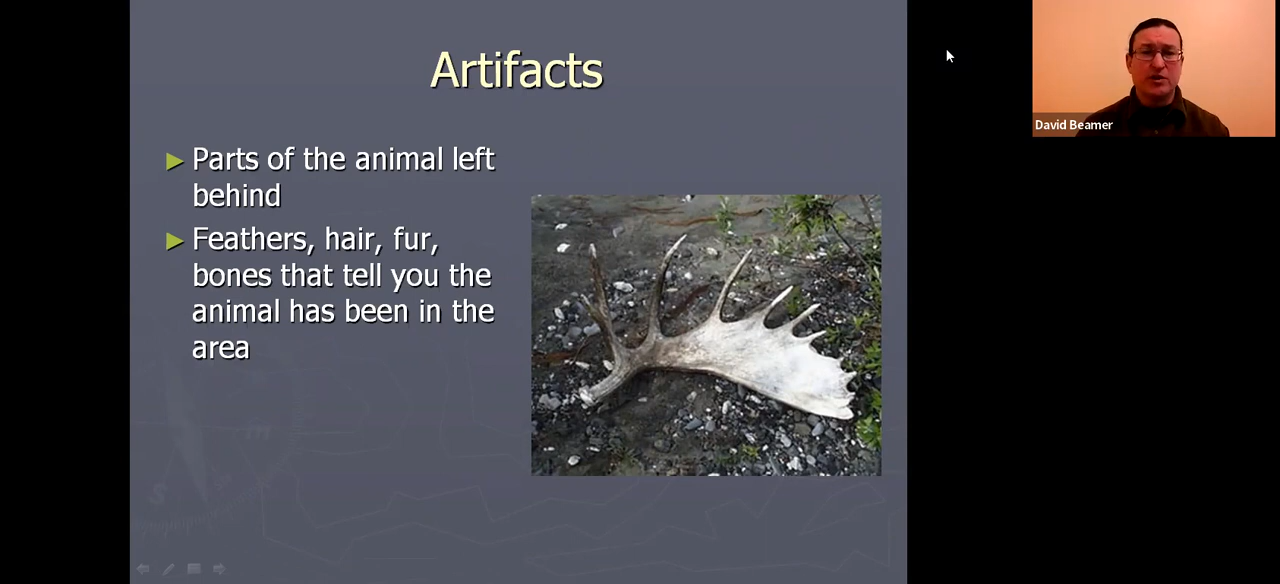 Artifacts
Parts of the animal left
behind
Feathers, hair, fur,
bones that tell you the
animal has been in the
area
David Beamer